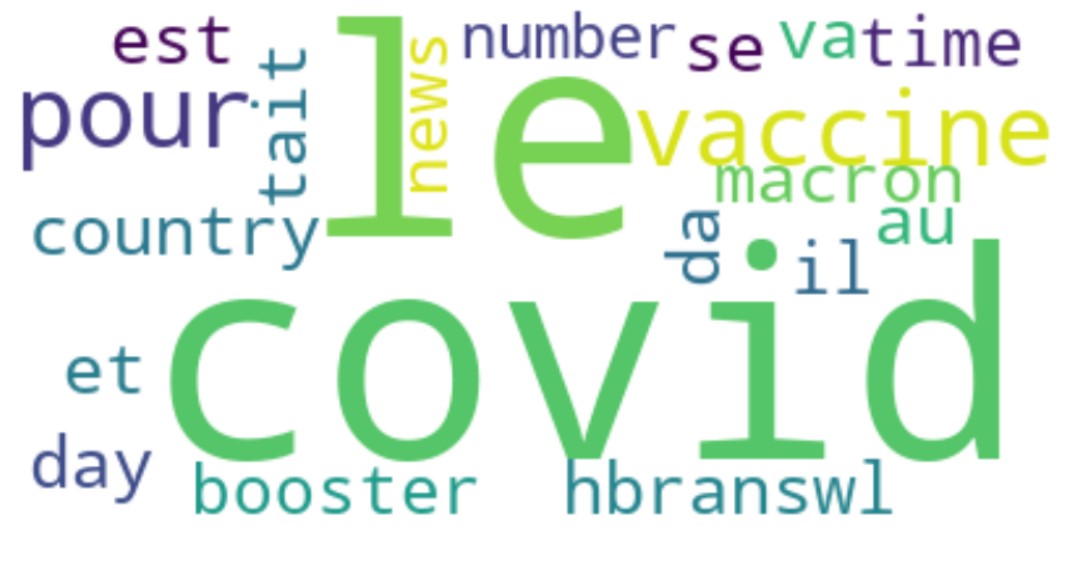 est
number
se
va
time
pour
tait
le
news
vaccine
macron
country
da
au
il
covid
et
day
booster
hbranswl